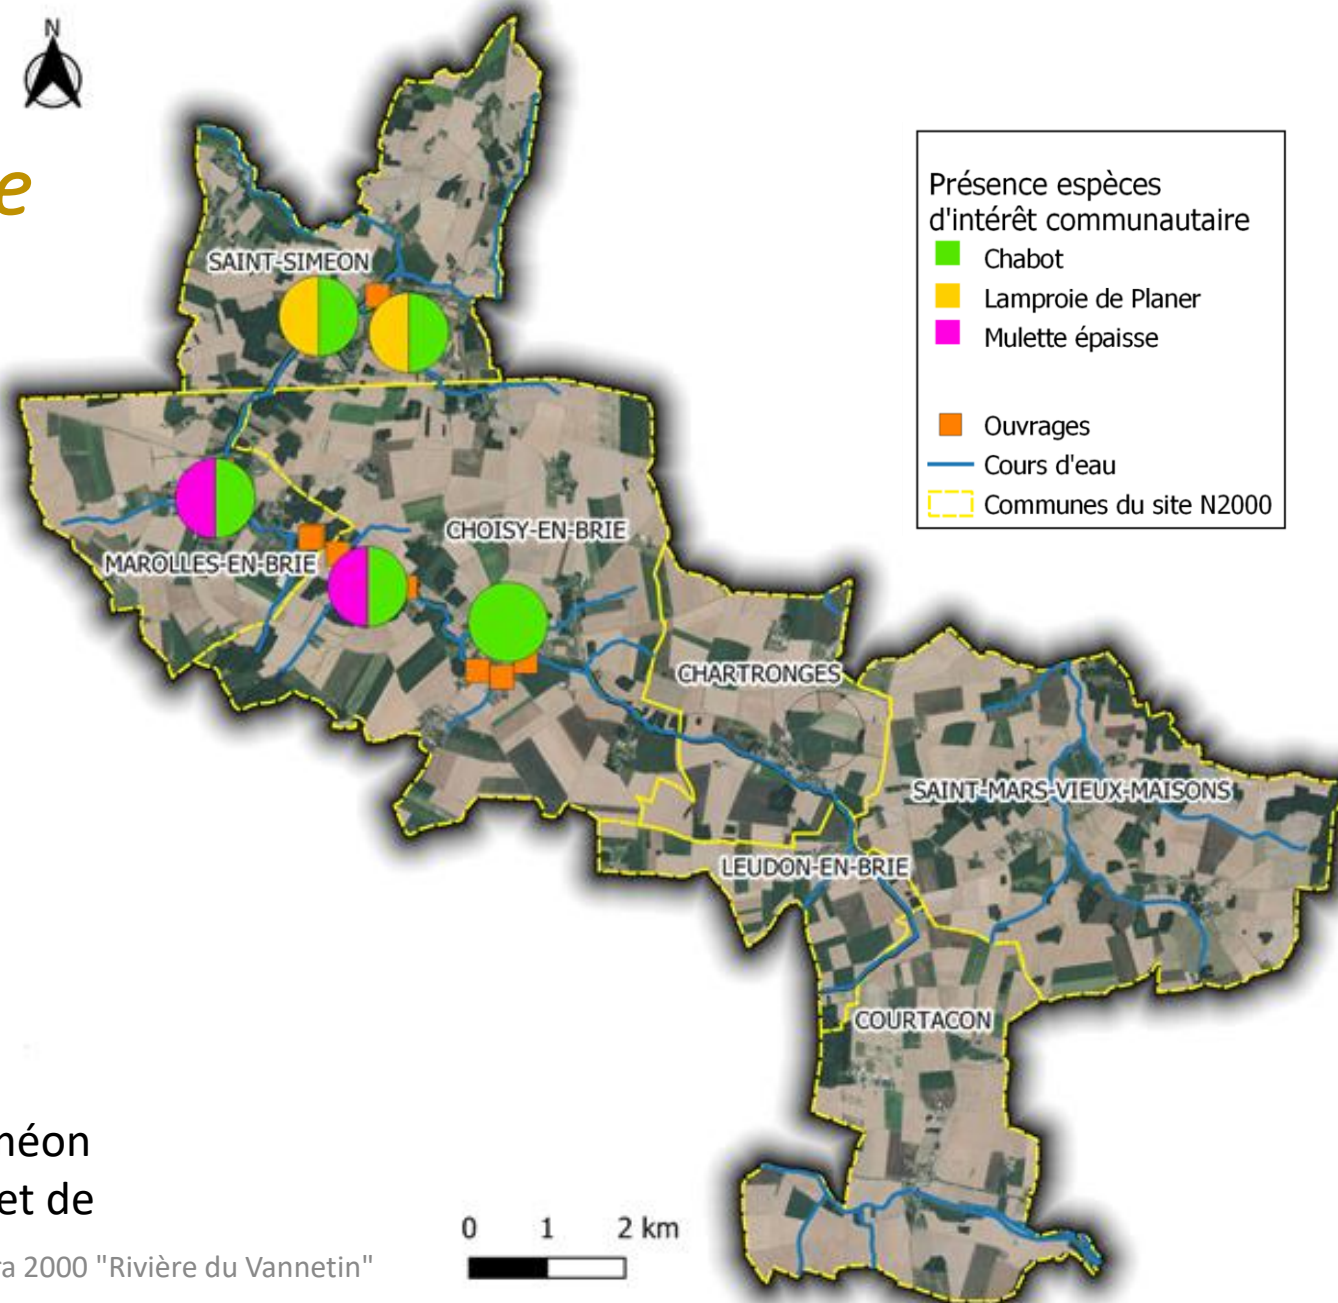 N
e
Présence espèces
d'intérêt communautaire
Chabot
Lamproie de Planer
Mulette épaisse
Ouvrages
Cours d'eau
Communes du site N2000
SAINT-SIMEON
CHOISY-EN-BRIE
MAROLLES-EN-BRIE
CHARTRONGES
SAINT-MARS-VIEUX-MAISONS
LEUDON-EN-BRIE
COURTACON
néon
et de
0 1 2 km
a 2000 "Rivière du Vannetin"